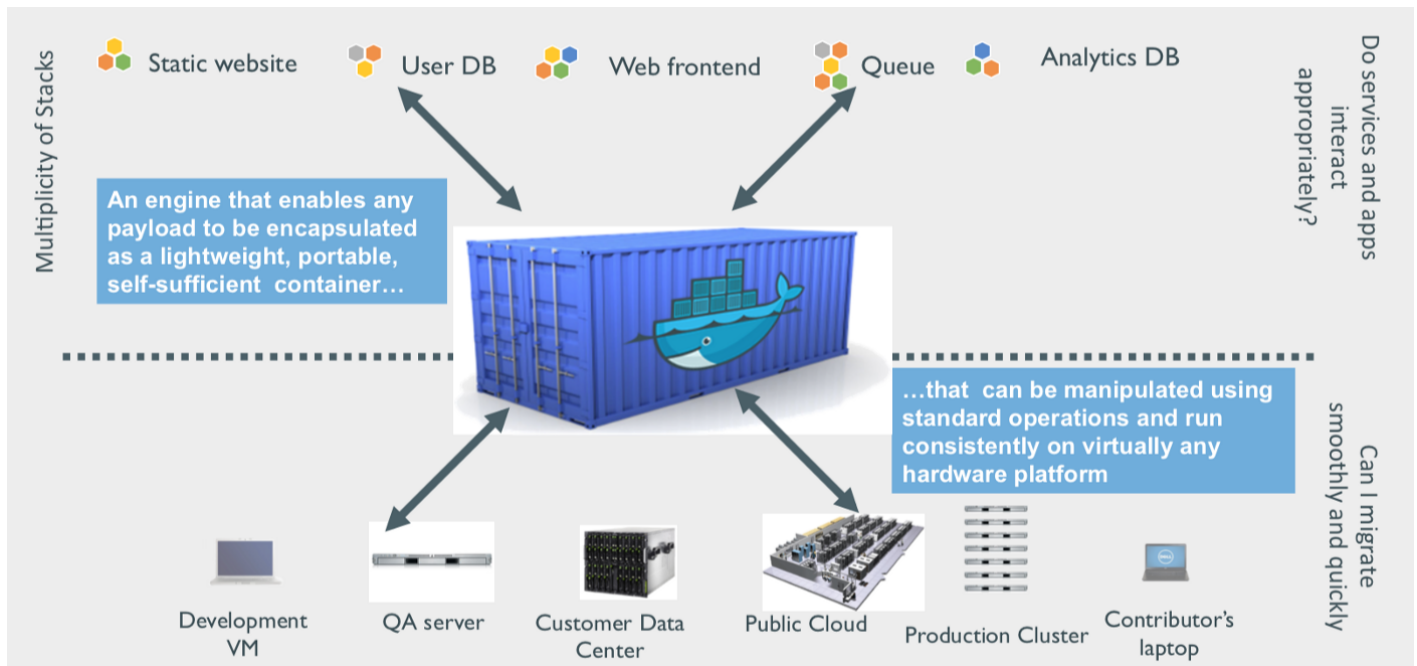 Multiplicity of Stacks
Static website
User DB
Web frontend
Queue
Analytics DB
Do services and apps
interact
appropriately?
An engine that enables any
payload to be encapsulated
as a lightweight, portable,
self-sufficient container…
…that can be manipulated using
standard operations and run
consistently on virtually any
hardware platform
Can I migrate
smoothly and quickly
Development
VM
QA server
Customer Data
Center
Public Cloud
Production Cluster
Contributor's
laptop
DELL